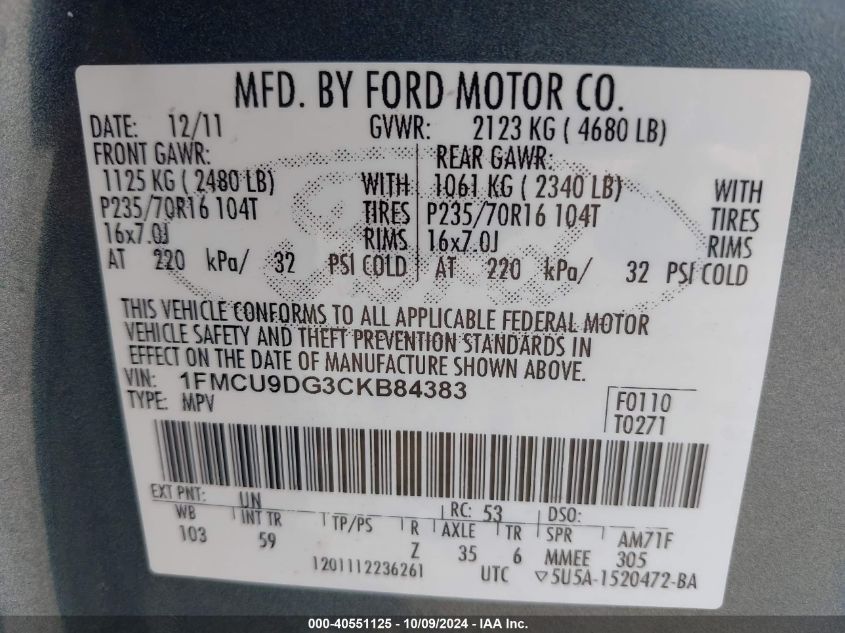 MFD. BY FORD MOTOR CO.
DATE: 12/11 GVWR: 2123 KG ( 4680 LB)
FRONT GAWR: REAR GAWR:
1125 KG ( 2480 LB) WITH 1061 KG ( 2340 LB) WITH
P235/70R16 104T TIRES P235/70R16 104T TIRES
16x7.0J RIMS 16x7.0J RIMS
AT 220 kPa/ 32 PSI COLD AT 220 kPa/ 32 PSI COLD
THIS VEHICLE CONFORMS TO ALL APPLICABLE FEDERAL MOTOR
VEHICLE SAFETY AND THEFT PREVENTION STANDARDS IN
EFFECT ON THE DATE OF MANUFACTURE SHOWN ABOVE.
VIN: 1FMCU9DG3CKB84383
TYPE: MPV
F0110
T0271
EXT PNT: UN RC: 53 DSO:
WB INT TR TP/PS R AXLE TR SPR AM71F
103 59 Z 35 6 MMEE 305
1201112236261 UTC ▽5U5A-1520472-BA
000-40551125 - 10/09/2024 - IAA Inc.